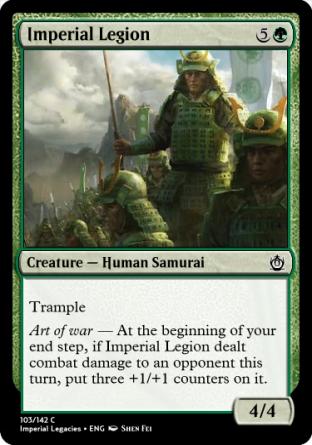 Imperial Legion 5
Creature — Human Samurai
Trample
Art of war — At the beginning of your
end step, if Imperial Legion dealt
combat damage to an opponent this
turn, put three +1/+1 counters on it.
4/4
103/142 C
Imperial Legacies • ENG Shen Fei